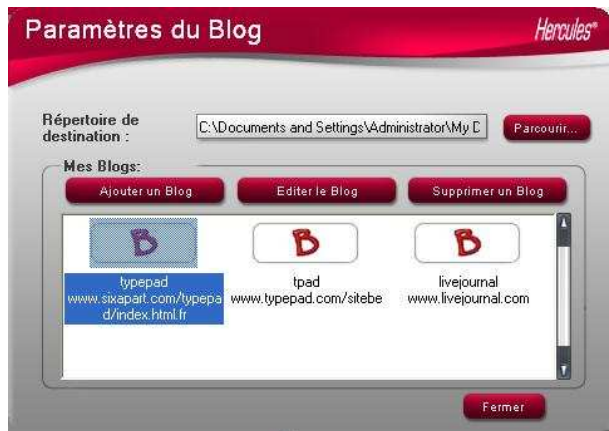 Paramètres du Blog
Hercules
Répertoire de
destination :
C:\Documents and Settings\Administrator\My D
Parcourir...
Mes Blogs:
Ajouter un Blog
Editer le Blog
Supprimer un Blog
B
B
B
typepad
www.sixapart.com/typepa
d/index.html.fr
tpad
www.typepad.com/sitebe
livejournal
www.livejournal.com
Fermer